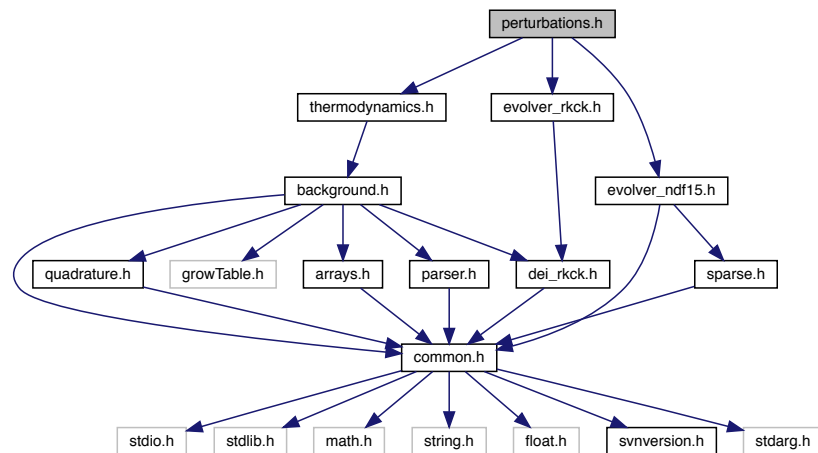 perturbations.h
thermodynamics.h
evolver_rkck.h
background.h
evolver_ndf15.h
quadrature.h
growTable.h
arrays.h
parser.h
dei_rkck.h
sparse.h
common.h
stdio.h
stdlib.h
math.h
string.h
float.h
svnversion.h
stdarg.h